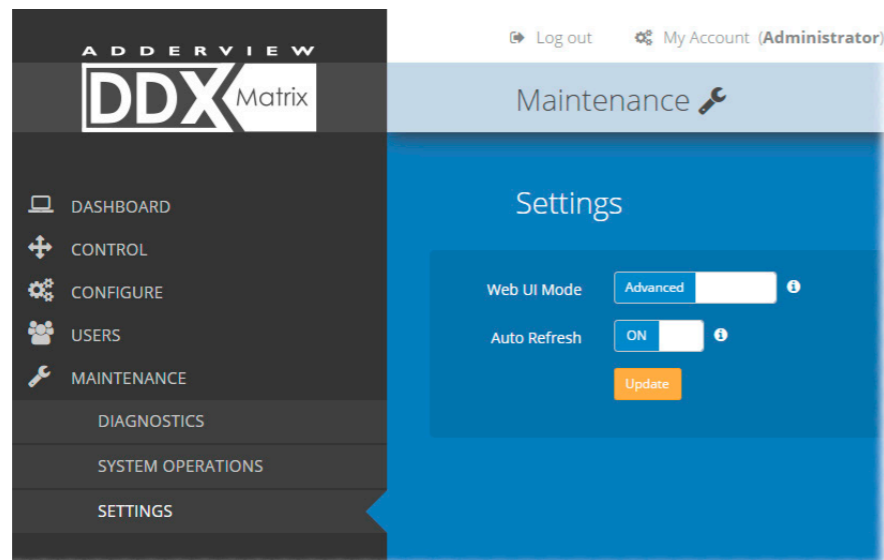 ADDERVIEW
DDX Matrix
Log out
My Account (Administrator)
Maintenance
DASHBOARD
CONTROL
CONFIGURE
USERS
MAINTENANCE
DIAGNOSTICS
SYSTEM OPERATIONS
SETTINGS
Settings
Web UI Mode Advanced
Auto Refresh ON
Update